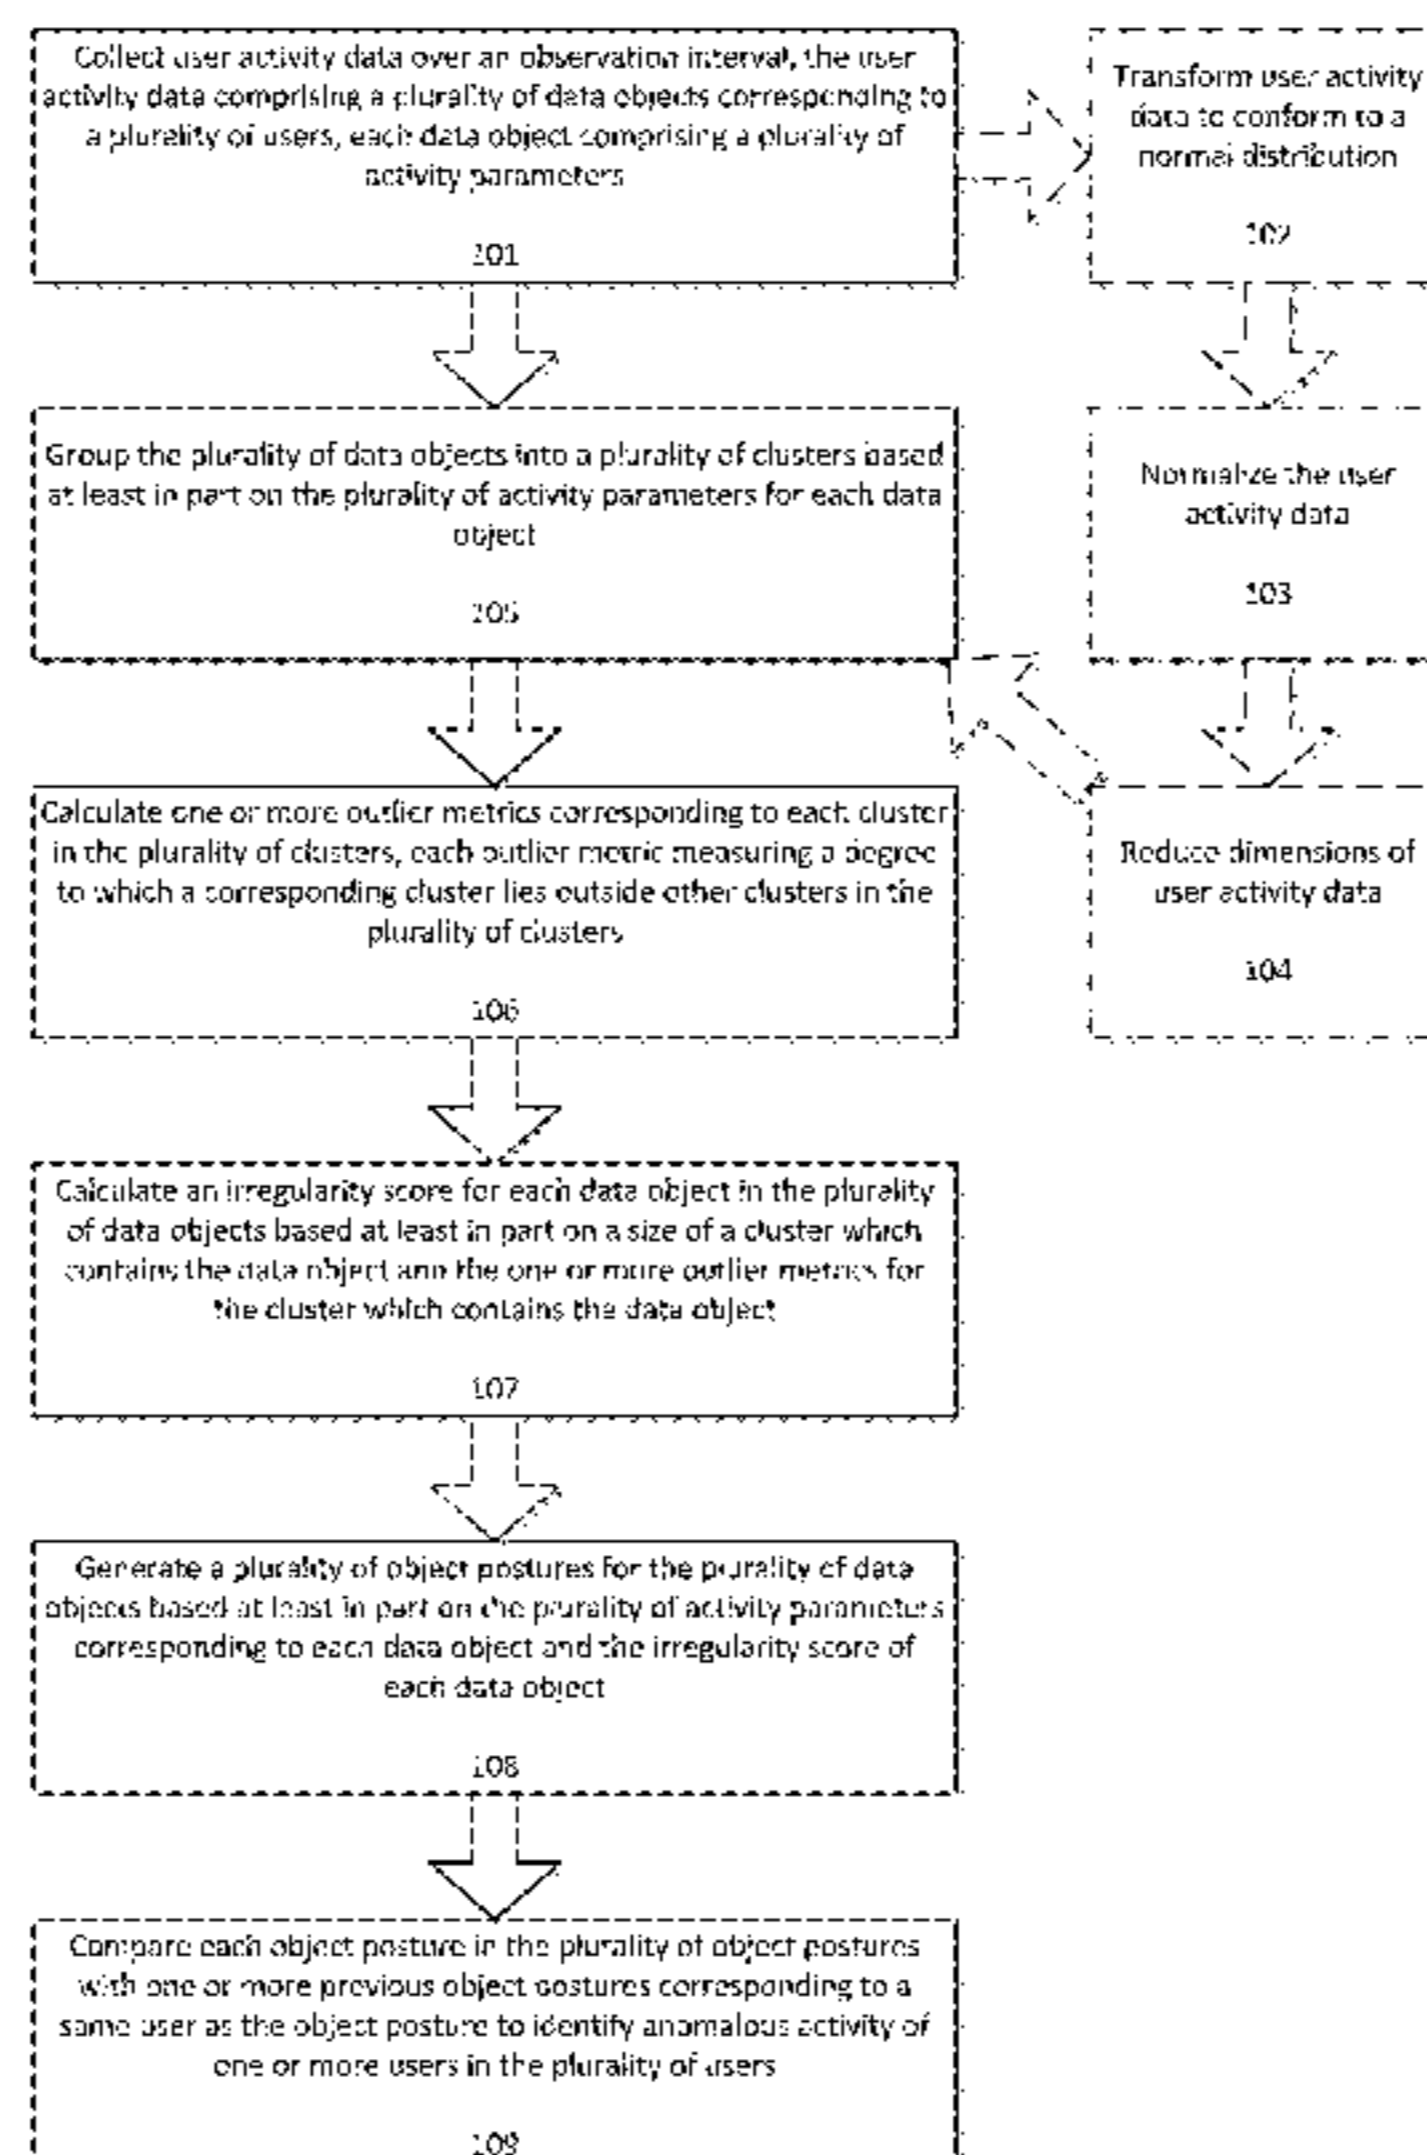 Collect user activity data over an observation interval, the user
activity data comprising a plurality of data objects corresponding to
a plurality of users, each data object comprising a plurality of
activity parameters
101
Transform user activity
data to conform to a
normal distribution
102
Group the plurality of data objects into a plurality of clusters based
at least in part on the plurality of activity parameters for each data
object
105
Normalize the user
activity data
103
Calculate one or more outlier metrics corresponding to each cluster
in the plurality of clusters, each outlier metric measuring a degree
to which a corresponding cluster lies outside other clusters in the
plurality of clusters
106
Reduce dimensions of
user activity data
104
Calculate an irregularity score for each data object in the plurality
of data objects based at least in part on a size of a cluster which
contains the data object and the one or more outlier metrics for
the cluster which contains the data object
107
Generate a plurality of object postures for the plurality of data
objects based at least in part on the plurality of activity parameters
corresponding to each data object and the irregularity score of
each data object
108
Compare each object posture in the plurality of object postures
with one or more previous object postures corresponding to a
same user as the object posture to identify anomalous activity of
one or more users in the plurality of users
109